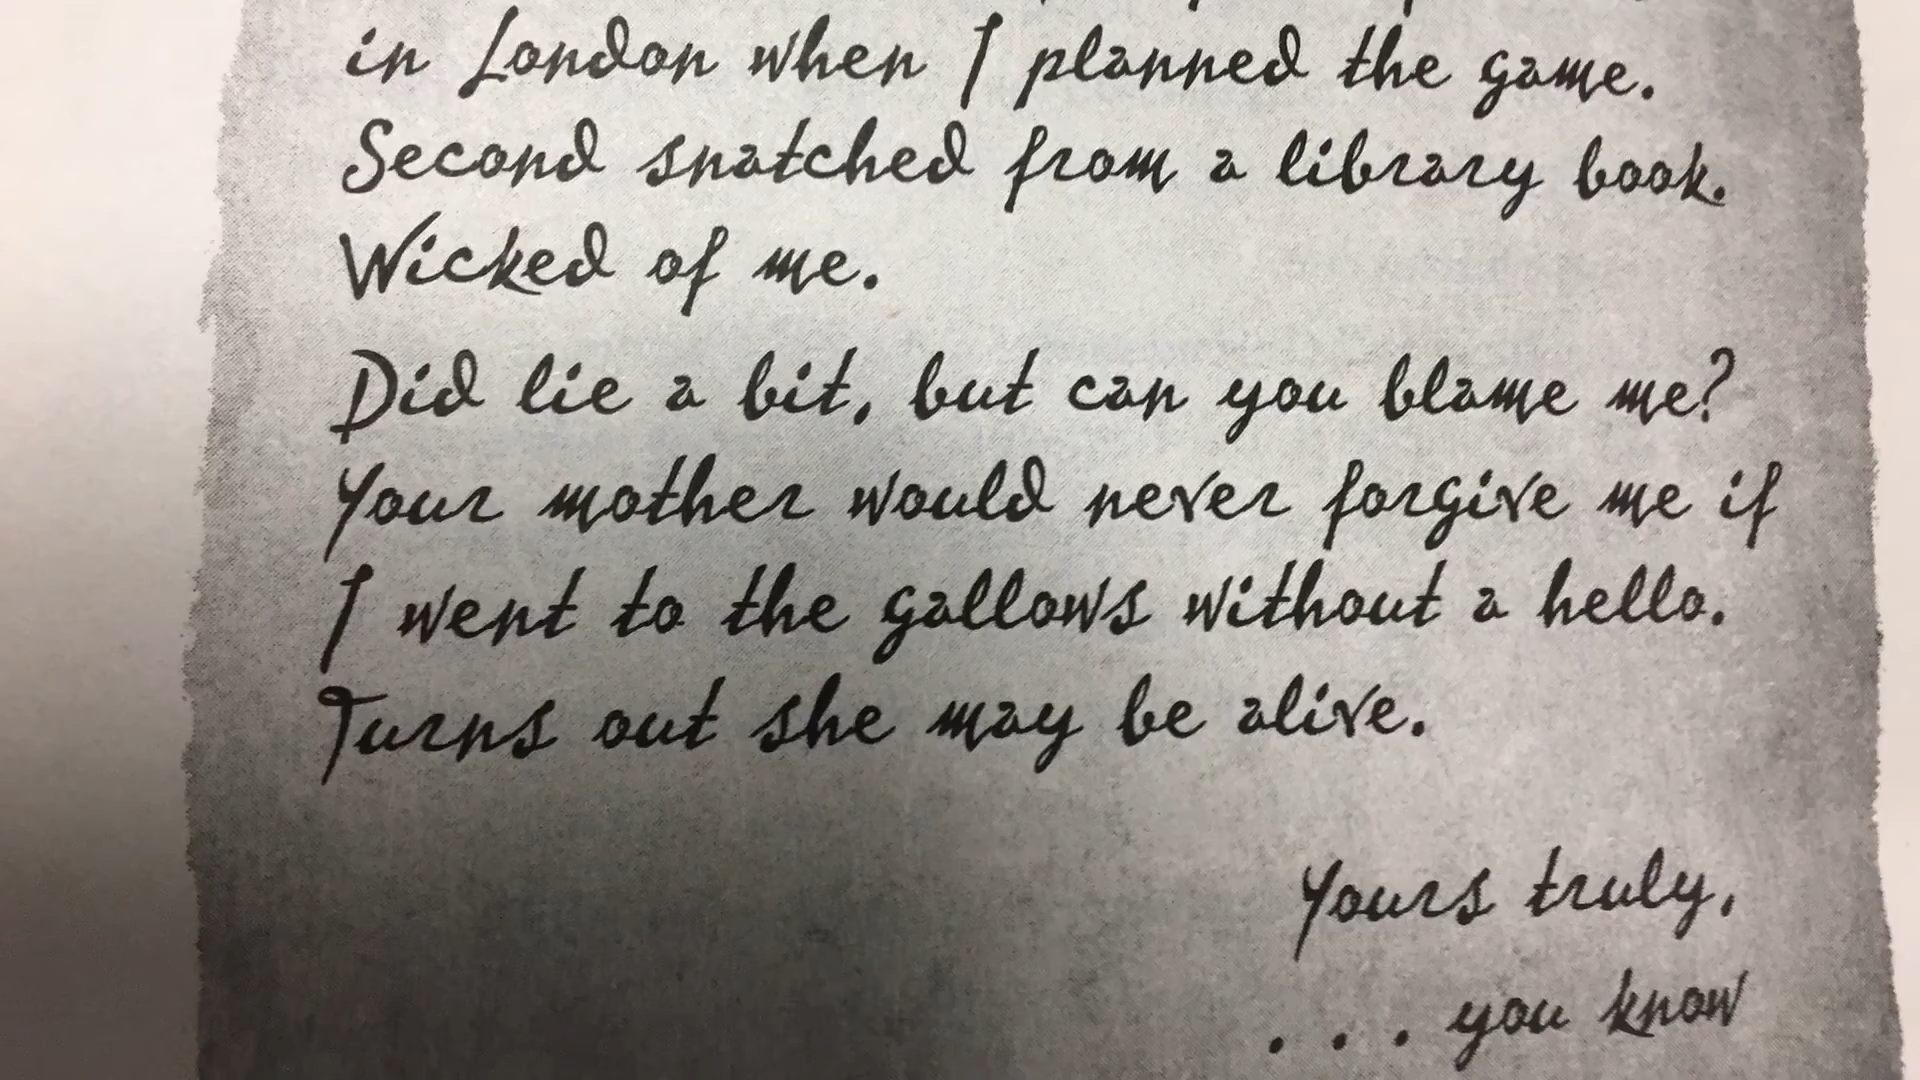 in London when I planned the game.
Second snatched from a library book.
Wicked of me.
Did lie a bit, but can you blame me?
Your mother would never forgive me if
I went to the gallows without a hello.
Turns out she may be alive.
Yours truly,
. . . you know